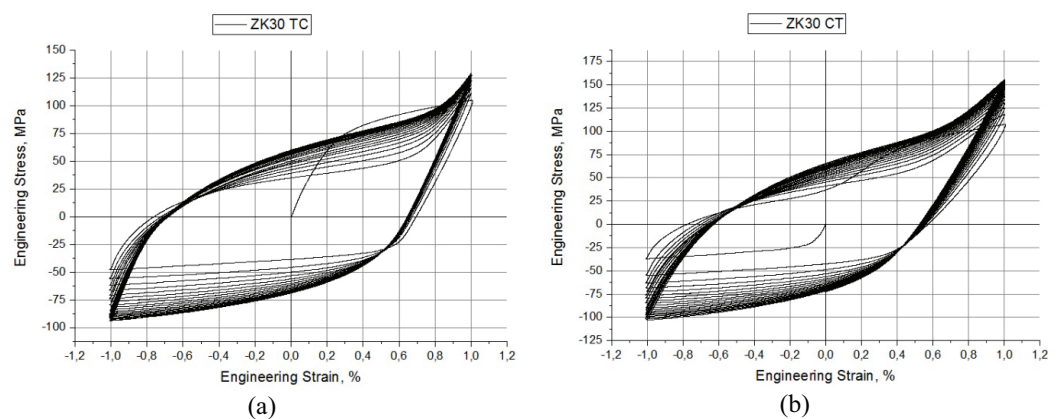 ZK30 TC
150
125
100
75
50
25
0
-25
-50
-75
-100
Engineering Stress, MPa
-1,2 -1,0 -0,8 -0,6 -0,4 -0,2 0,0 0,2 0,4 0,6 0,8 1,0 1,2
Engineering Strain, %
(a)
ZK30 CT
175
150
125
100
75
50
25
0
-25
-50
-75
-100
125
Engineering Stress, MPa
-1,2 -1,0 -0,8 -0,6 -0,4 -0,2 0,0 0,2 0,4 0,6 0,8 1,0 1,2
Engineering Strain, %
(b)